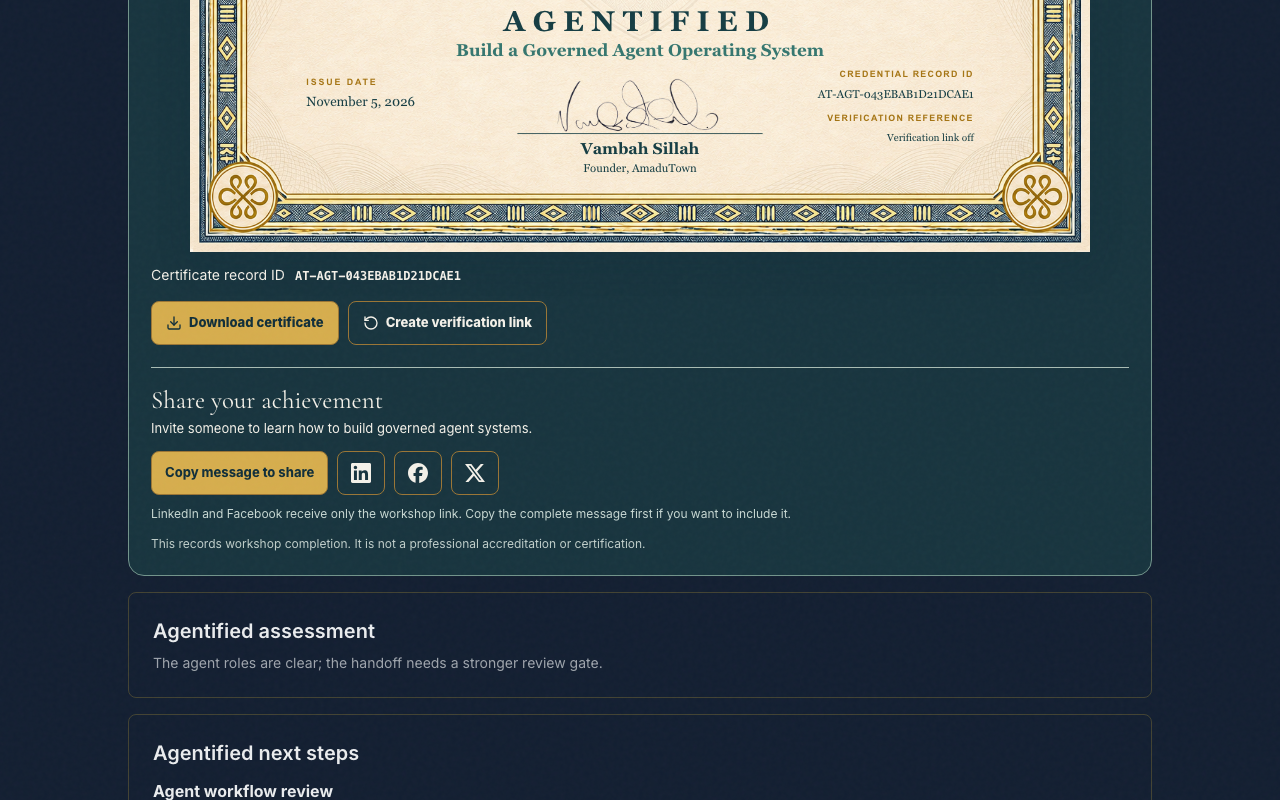 AGENTIFIED
Build a Governed Agent Operating System
ISSUE DATE
November 5, 2026
CREDENTIAL RECORD ID
AT-AGT-043EBAB1D21DCAE1
VERIFICATION REFERENCE
Verification link off
Vambah Sillah
Founder, AmaduTown
Certificate record ID AT-AGT-043EBAB1D21DCAE1
Download certificate
Create verification link
Share your achievement
Invite someone to learn how to build governed agent systems.
Copy message to share
LinkedIn and Facebook receive only the workshop link. Copy the complete message first if you want to include it.
This records workshop completion. It is not a professional accreditation or certification.
Agentified assessment
The agent roles are clear; the handoff needs a stronger review gate.
Agentified next steps
Agent workflow review